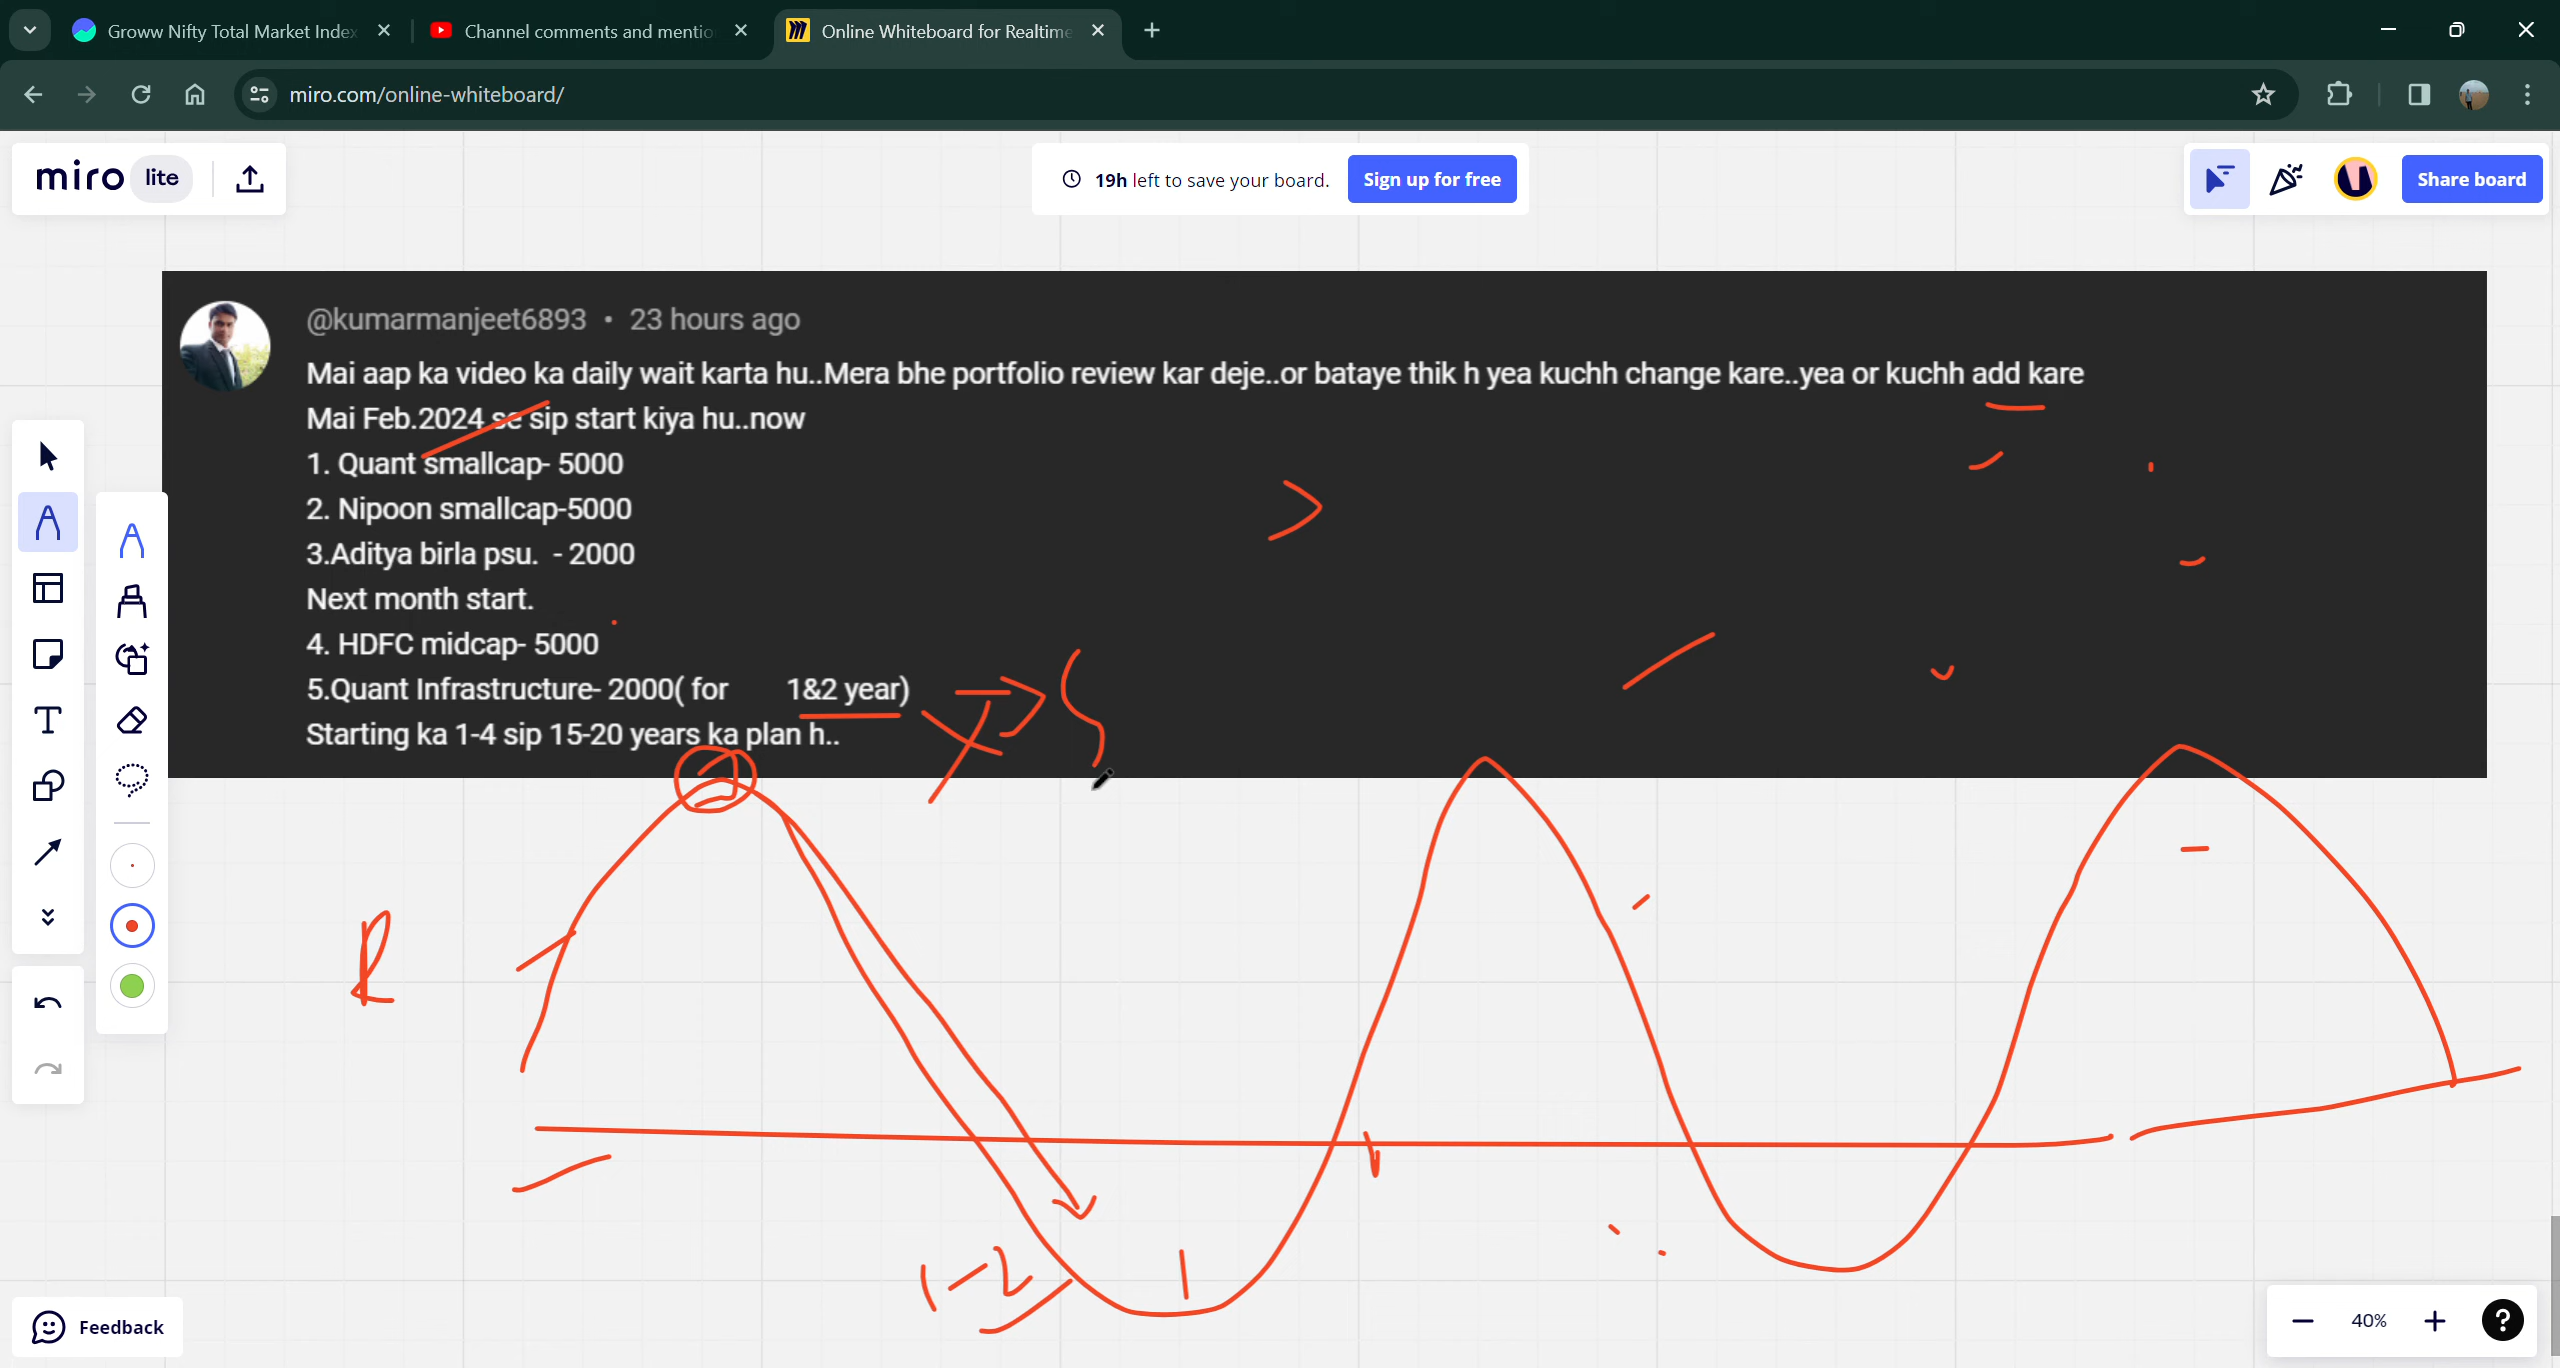 Groww Nifty Total Market Index
Channel comments and mentio
Online Whiteboard for Realtime
miro.com/online-whiteboard/
miro lite
19h left to save your board.
Sign up for free
Share board
@kumarmanjeet6893 • 23 hours ago
Mai aap ka video ka daily wait karta hu..Mera bhe portfolio review kar deje..or bataye thik h yea kuchh change kare..yea or kuchh add kare
Mai Feb.2024 se sip start kiya hu..now
1. Quant smallcap- 5000
2. Nipoon smallcap-5000
3.Aditya birla psu. - 2000
Next month start.
4. HDFC midcap- 5000
5.Quant Infrastructure- 2000( for 1&2 year)
Starting ka 1-4 sip 15-20 years ka plan h..
1-2
Feedback
40%